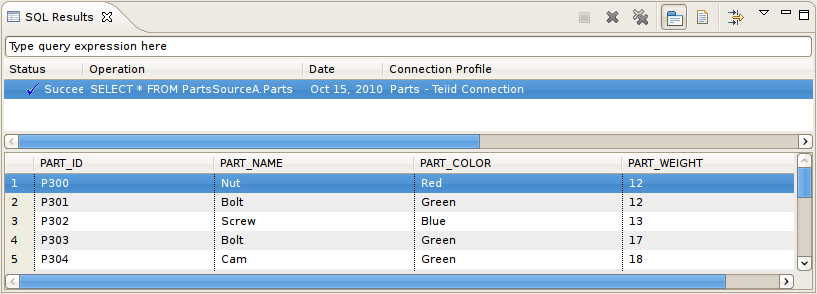 SQL Results
Type query expression here
Status Operation Date Connection Profile
Succee SELECT * FROM PartsSourceA.Parts Oct 15, 2010 Parts - Teiid Connection
PART_ID PART_NAME PART_COLOR PART_WEIGHT
1 P300 Nut Red 12
2 P301 Bolt Green 12
3 P302 Screw Blue 13
4 P303 Bolt Green 17
5 P304 Cam Green 18